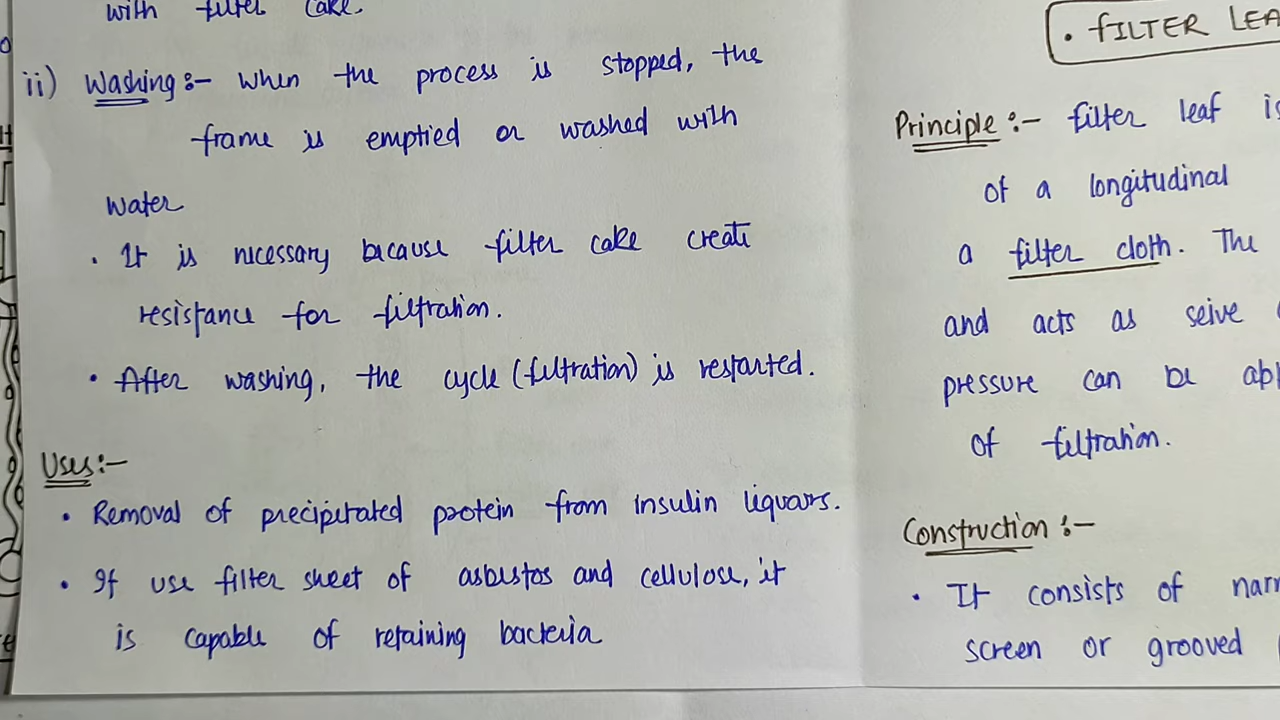 with filter cake.
ii) Washing :- When the process is stopped, the
frame is emptied or washed with
water
• It is necessary because filter cake create
resistance for filtration.
• After washing, the cycle (filtration) is restarted.
Uses :-
• Removal of precipitated protein from insulin liquors.
• If use filter sheet of asbestos and cellulose, it
is capable of retaining bacteria
• FILTER LEA
Principle :- filter leaf is
of a longitudinal
a filter cloth. The
and acts as seive
pressure can be apl
of filtration.
Construction :-
• It consists of narr
screen or grooved